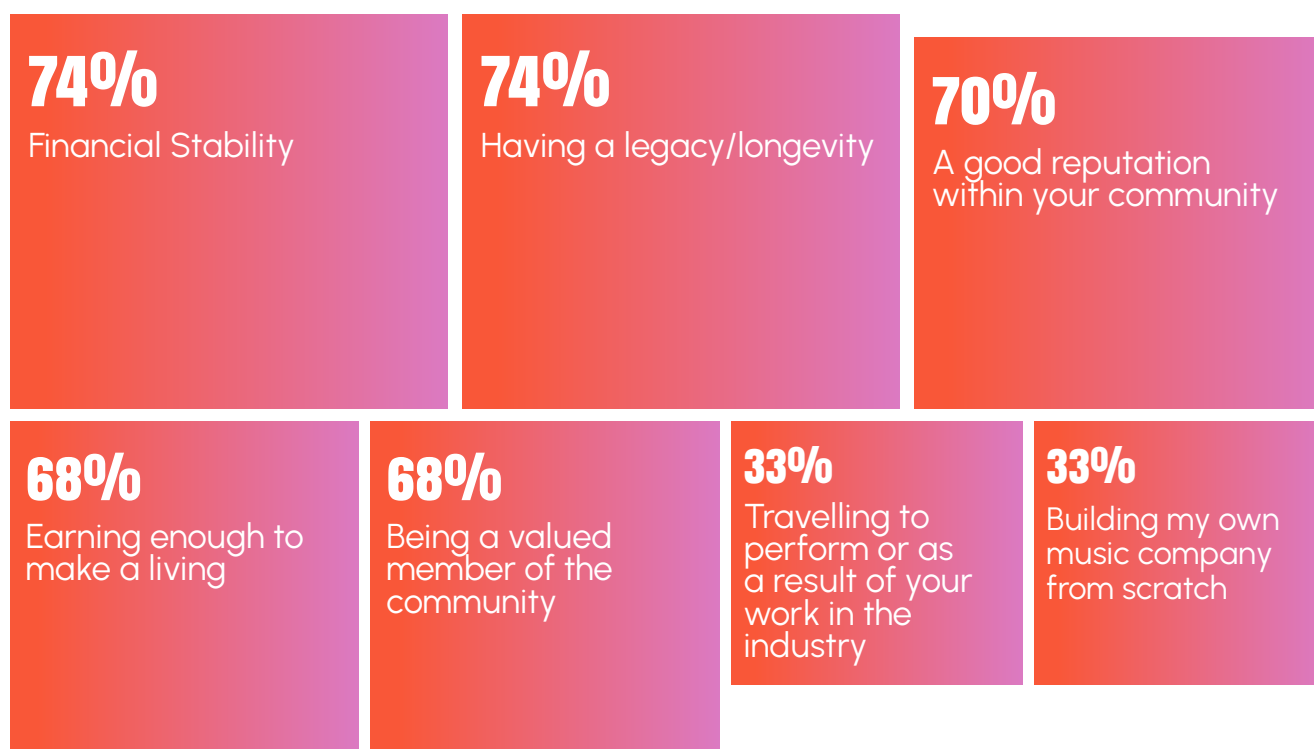 74%
Financial Stability
74%
Having a legacy/longevity
70%
A good reputation
within your community
68%
Earning enough to
make a living
68%
Being a valued
member of the
community
33%
Travelling to
perform or as
a result of your
work in the
industry
33%
Building my own
music company
from scratch